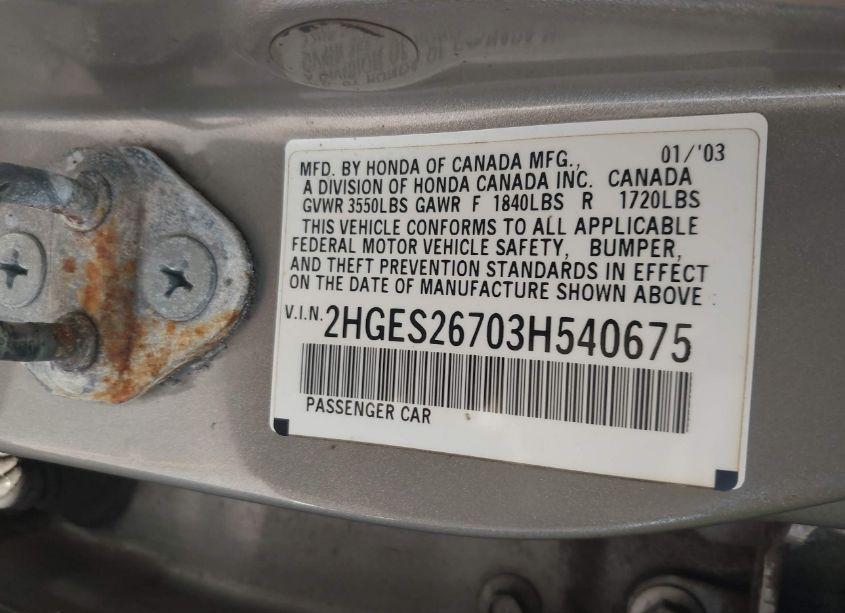 MFD. BY HONDA OF CANADA MFG., 01/'03
A DIVISION OF HONDA CANADA INC. CANADA
GVWR 3550LBS GAWR F 1840LBS R 1720LBS
THIS VEHICLE CONFORMS TO ALL APPLICABLE
FEDERAL MOTOR VEHICLE SAFETY, BUMPER,
AND THEFT PREVENTION STANDARDS IN EFFECT
ON THE DATE OF MANUFACTURE SHOWN ABOVE :
V.I.N. 2HGES26703H540675
PASSENGER CAR